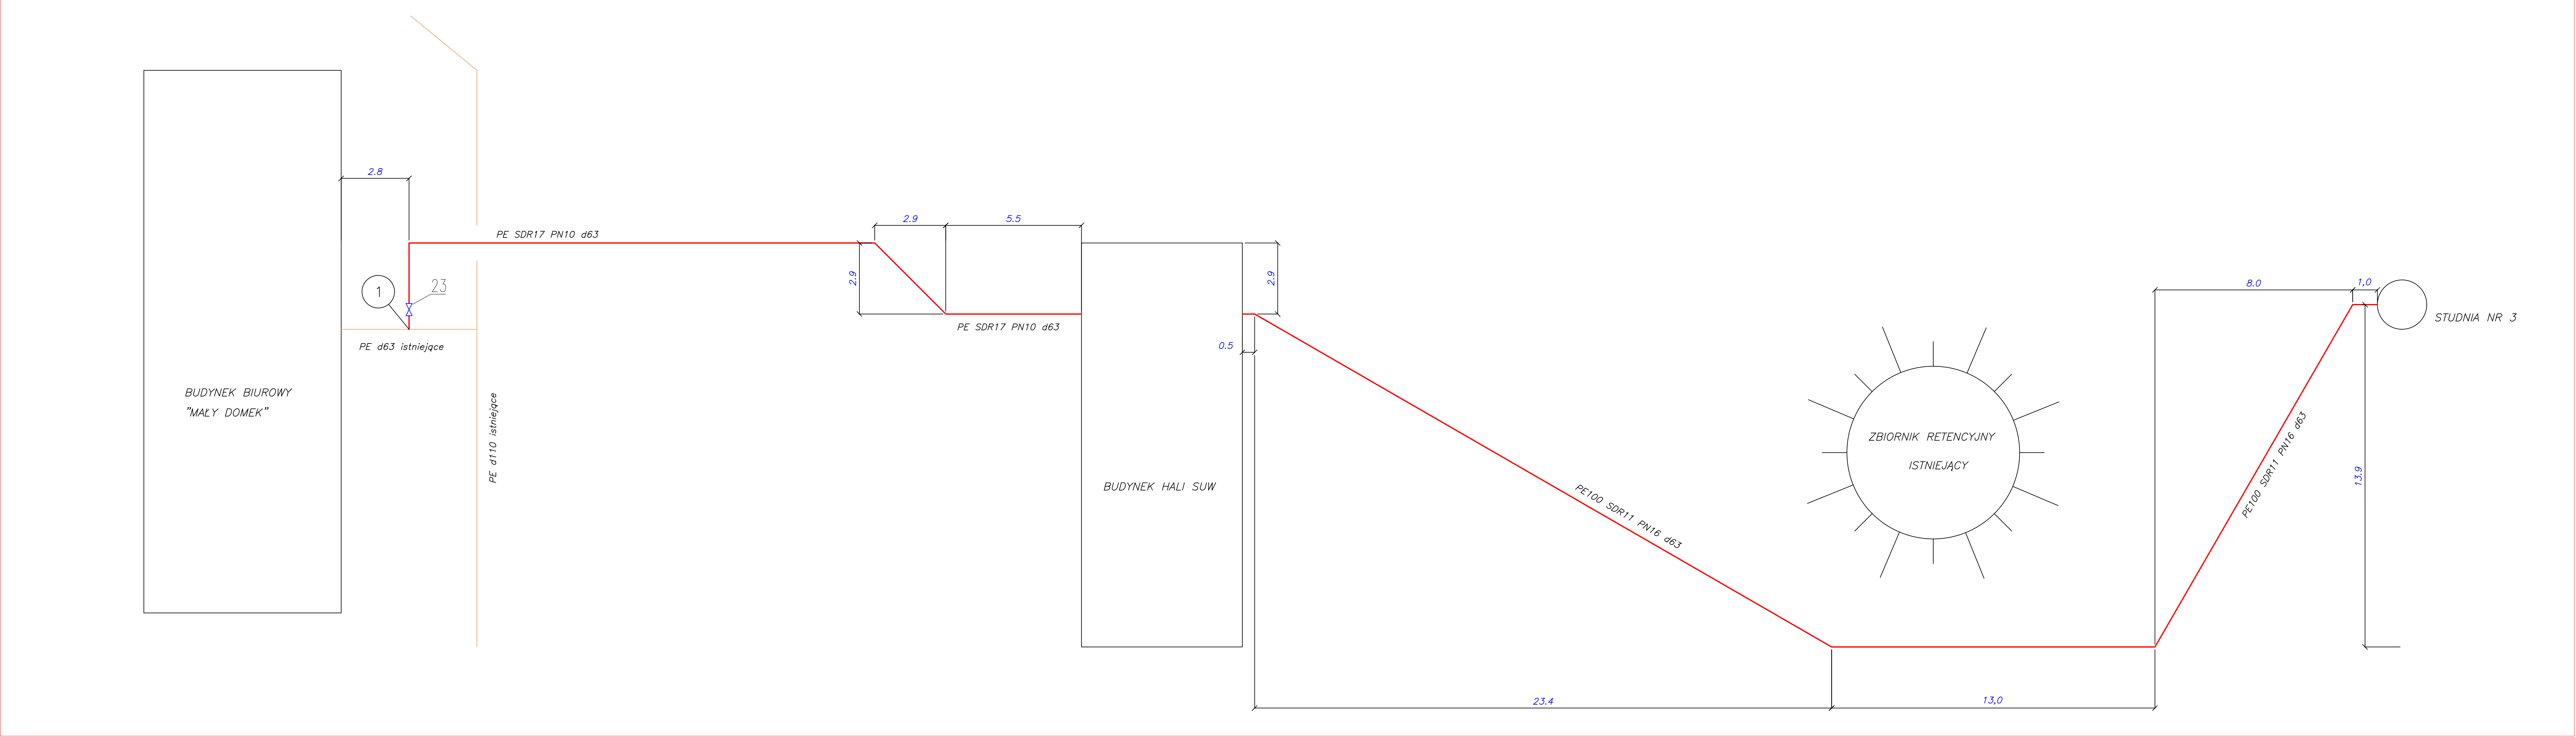 2.8
2.9
5.5
PE SDR17 PN10 d63
2.9
2.9
1
23
8.0
1,0
STUDNIA NR 3
PE SDR17 PN10 d63
0.5
PE d63 istniejące
BUDYNEK BIUROWY
"MAŁY DOMEK"
PE d110 istniejące
BUDYNEK HALI SUW
PE100 SDR11 PN16 d63
ZBIORNIK RETENCYJNY
ISTNIEJĄCY
PE100 SDR11 PN16 d63
13.9
23.4
13,0